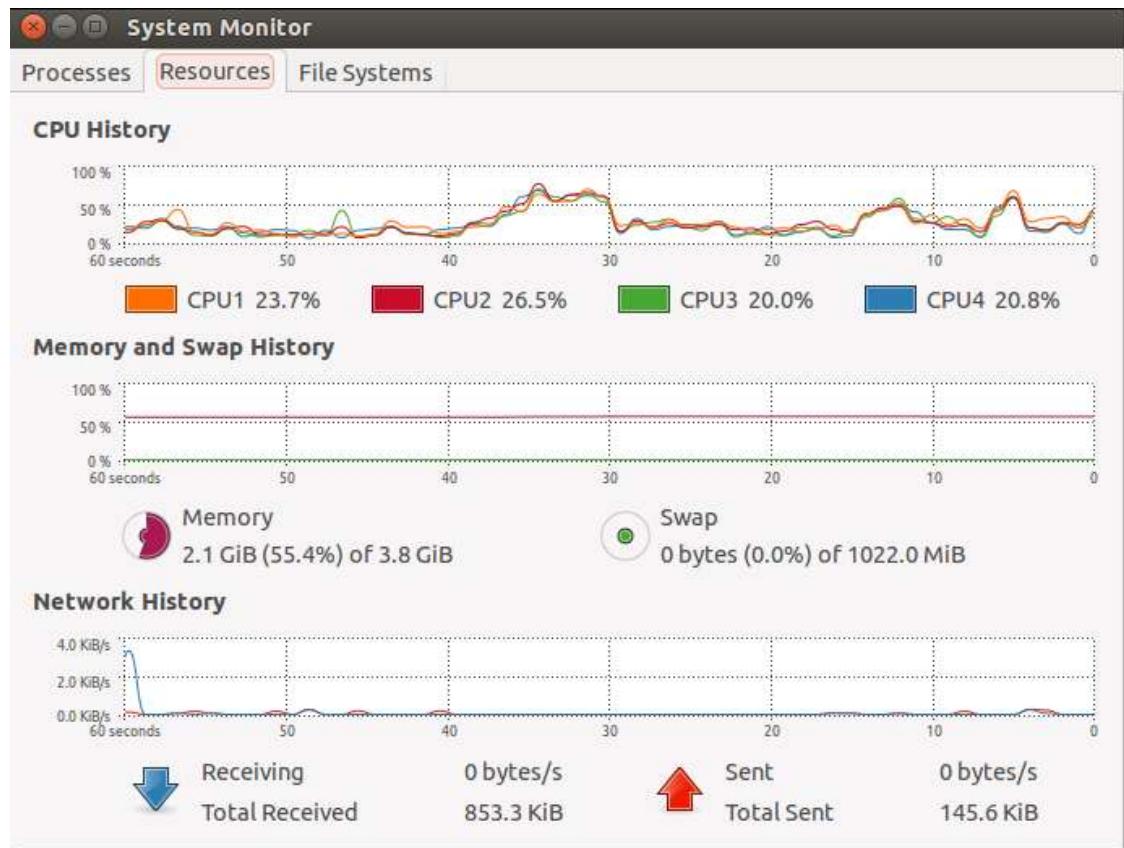 System Monitor
Processes Resources File Systems
CPU History
100 %
50 %
0 %
60 seconds 50 40 30 20 10 0
CPU1 23.7% CPU2 26.5% CPU3 20.0% CPU4 20.8%
Memory and Swap History
100 %
50 %
0 %
60 seconds 50 40 30 20 10 0
Memory Swap
2.1 GiB (55.4%) of 3.8 GiB 0 bytes (0.0%) of 1022.0 MiB
Network History
4.0 KiB/s
2.0 KiB/s
0.0 KiB/s
60 seconds 50 40 30 20 10 0
Receiving 0 bytes/s Sent 0 bytes/s
Total Received 853.3 KiB Total Sent 145.6 KiB